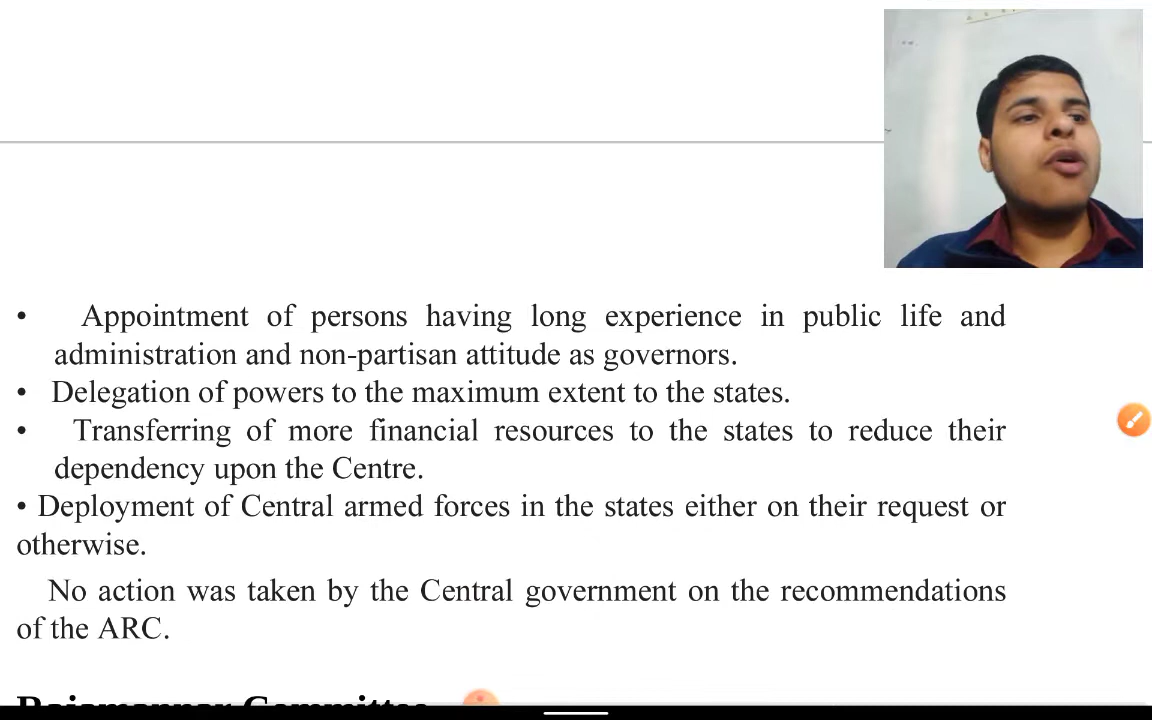 • Appointment of persons having long experience in public life and
administration and non-partisan attitude as governors.
• Delegation of powers to the maximum extent to the states.
• Transferring of more financial resources to the states to reduce their
dependency upon the Centre.
• Deployment of Central armed forces in the states either on their request or
otherwise.
No action was taken by the Central government on the recommendations
of the ARC.
Rajamannar Committee